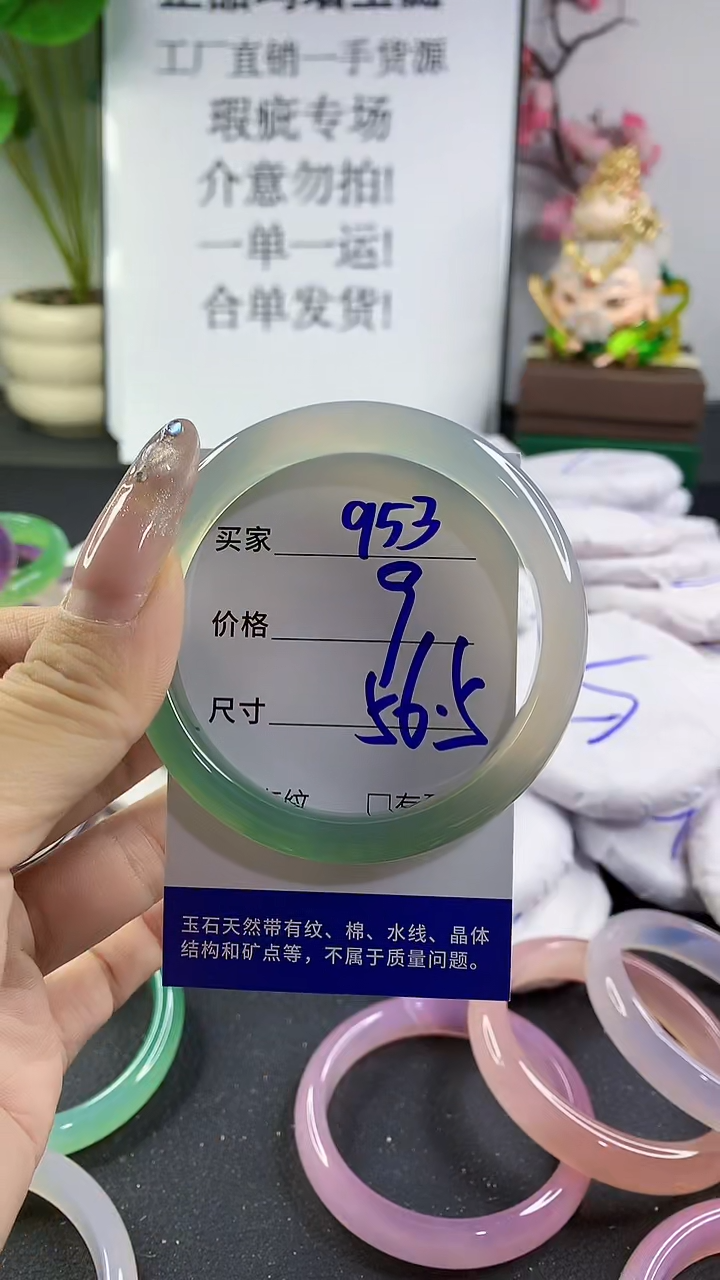 工厂直销一手货源
瑕疵专场
介意勿拍!
一单一运!
合单发货!
买家 953
价格 9
尺寸 56.5
纹 □有
玉石天然带有纹、棉、水线、晶体
结构和矿点等，不属于质量问题。